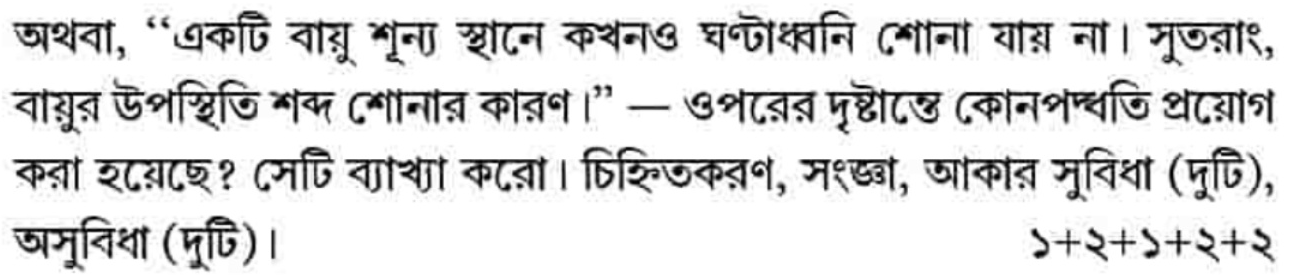 অথবা, “একটি বায়ু শূন্য স্থানে কখনও ঘণ্টাধ্বনি শোনা যায় না। সুতরাং,
বায়ুর উপস্থিতি শব্দ শোনার কারণ।” — ওপরের দৃষ্টান্তে কোনপদ্ধতি প্রয়োগ
করা হয়েছে? সেটি ব্যাখ্যা করো। চিহ্নিতকরণ, সংজ্ঞা, আকার সুবিধা (দুটি),
অসুবিধা (দুটি)। ১+২+১+২+২